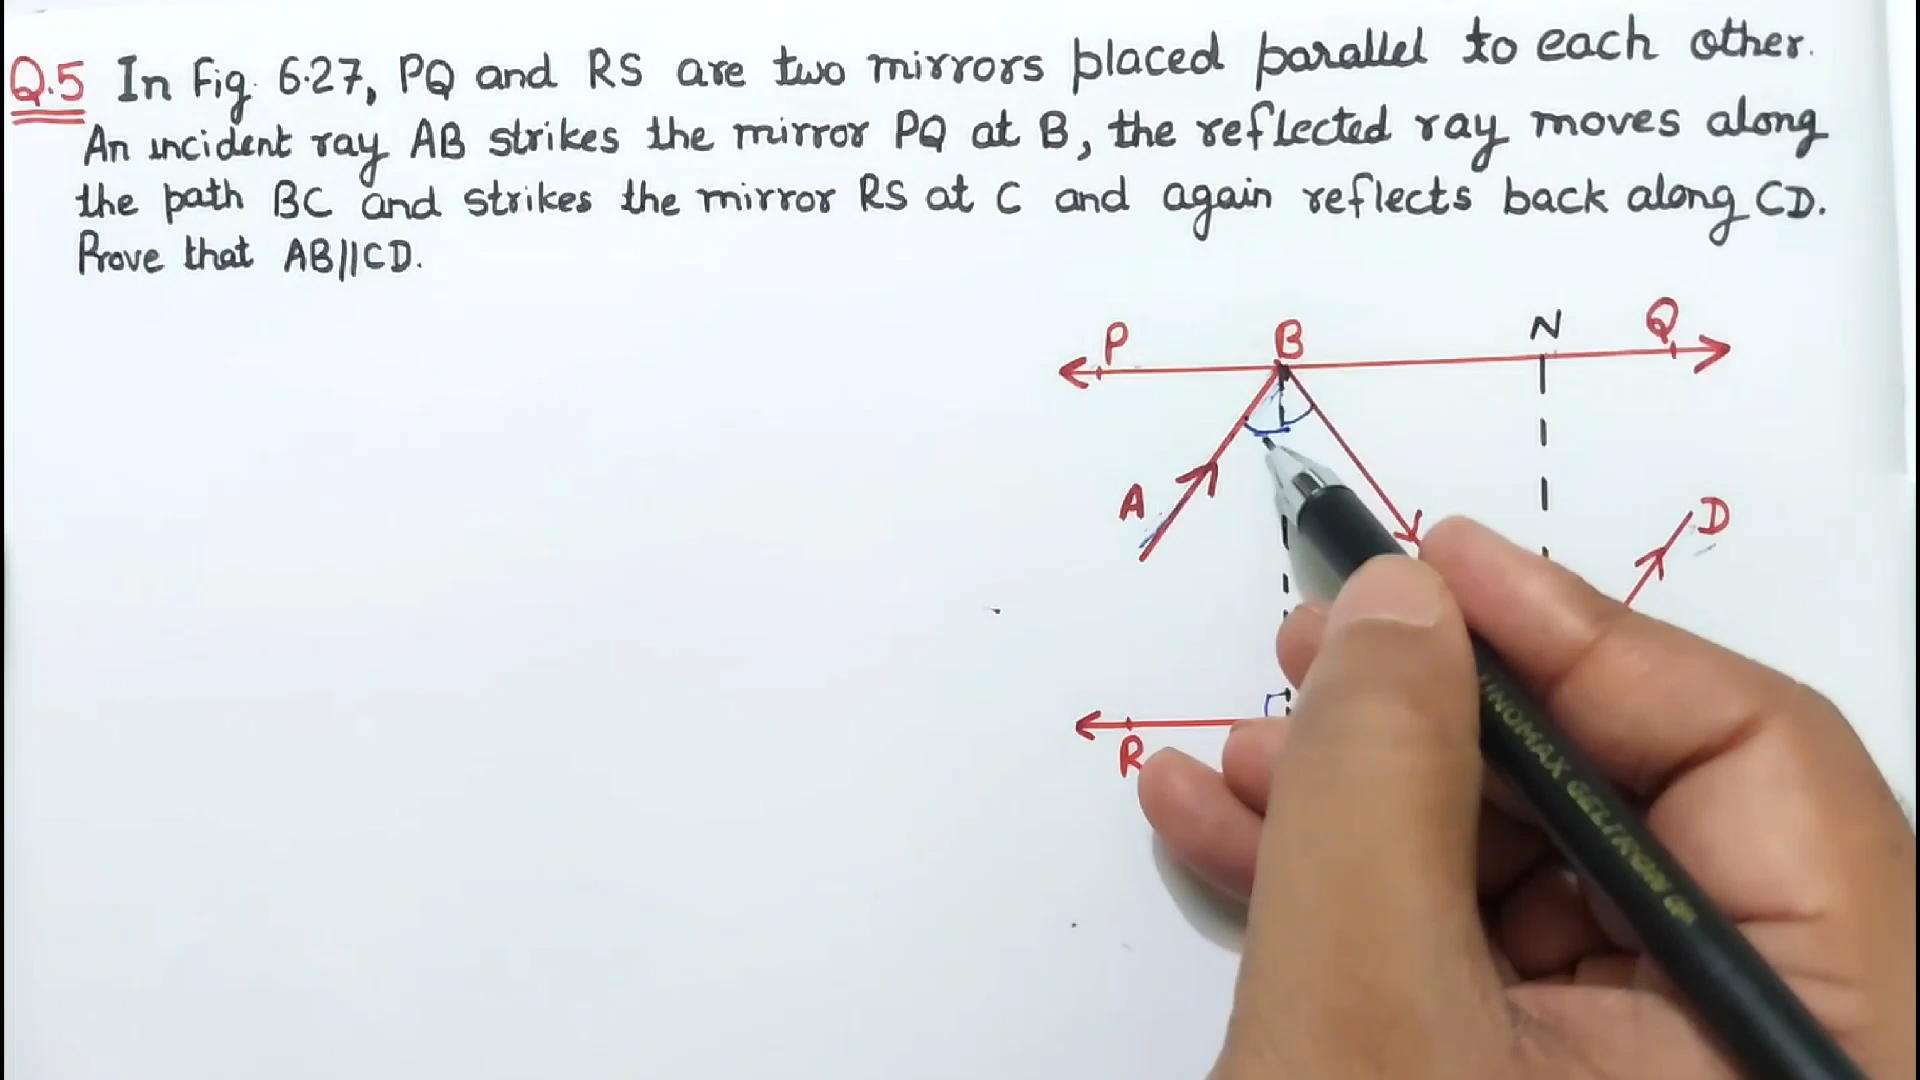 Q.5 In Fig. 6.27, PQ and RS are two mirrors placed parallel to each other.
An incident ray AB strikes the mirror PQ at B, the reflected ray moves along
the path BC and strikes the mirror RS at C and again reflects back along CD.
Prove that AB||CD.
P B N Q
A D
R
UNOMAX GELTRON